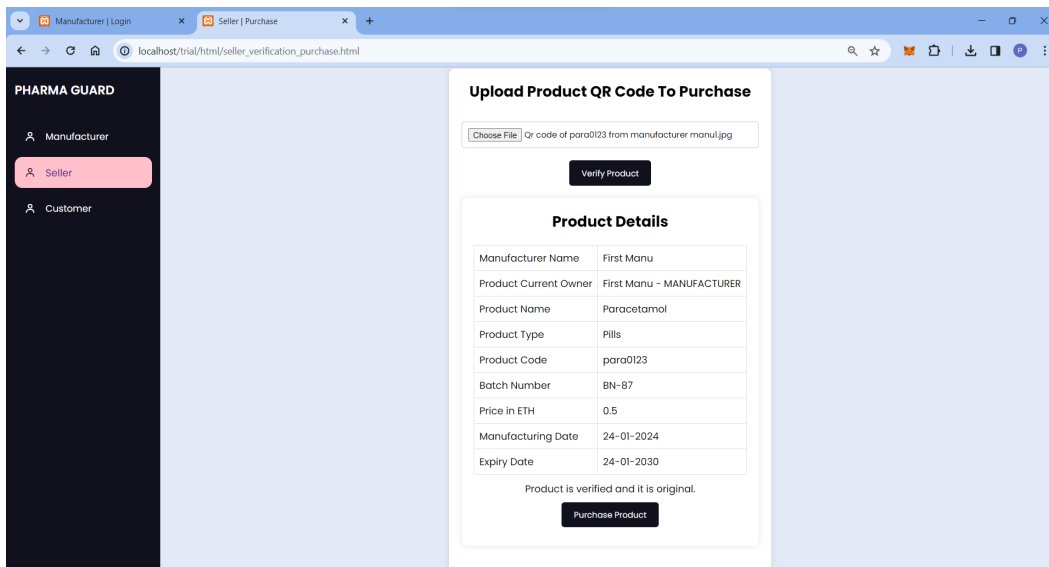 Manufacturer | Login
Seller | Purchase
localhost/trial/html/seller_verification_purchase.html
P
PHARMA GUARD
Manufacturer
Seller
Customer
Upload Product QR Code To Purchase
Choose File Qr code of para0123 from manufacturer manu1.jpg
Verify Product
Product Details
Manufacturer Name First Manu
Product Current Owner First Manu - MANUFACTURER
Product Name Paracetamol
Product Type Pills
Product Code para0123
Batch Number BN-87
Price in ETH 0.5
Manufacturing Date 24-01-2024
Expiry Date 24-01-2030
Product is verified and it is original.
Purchase Product